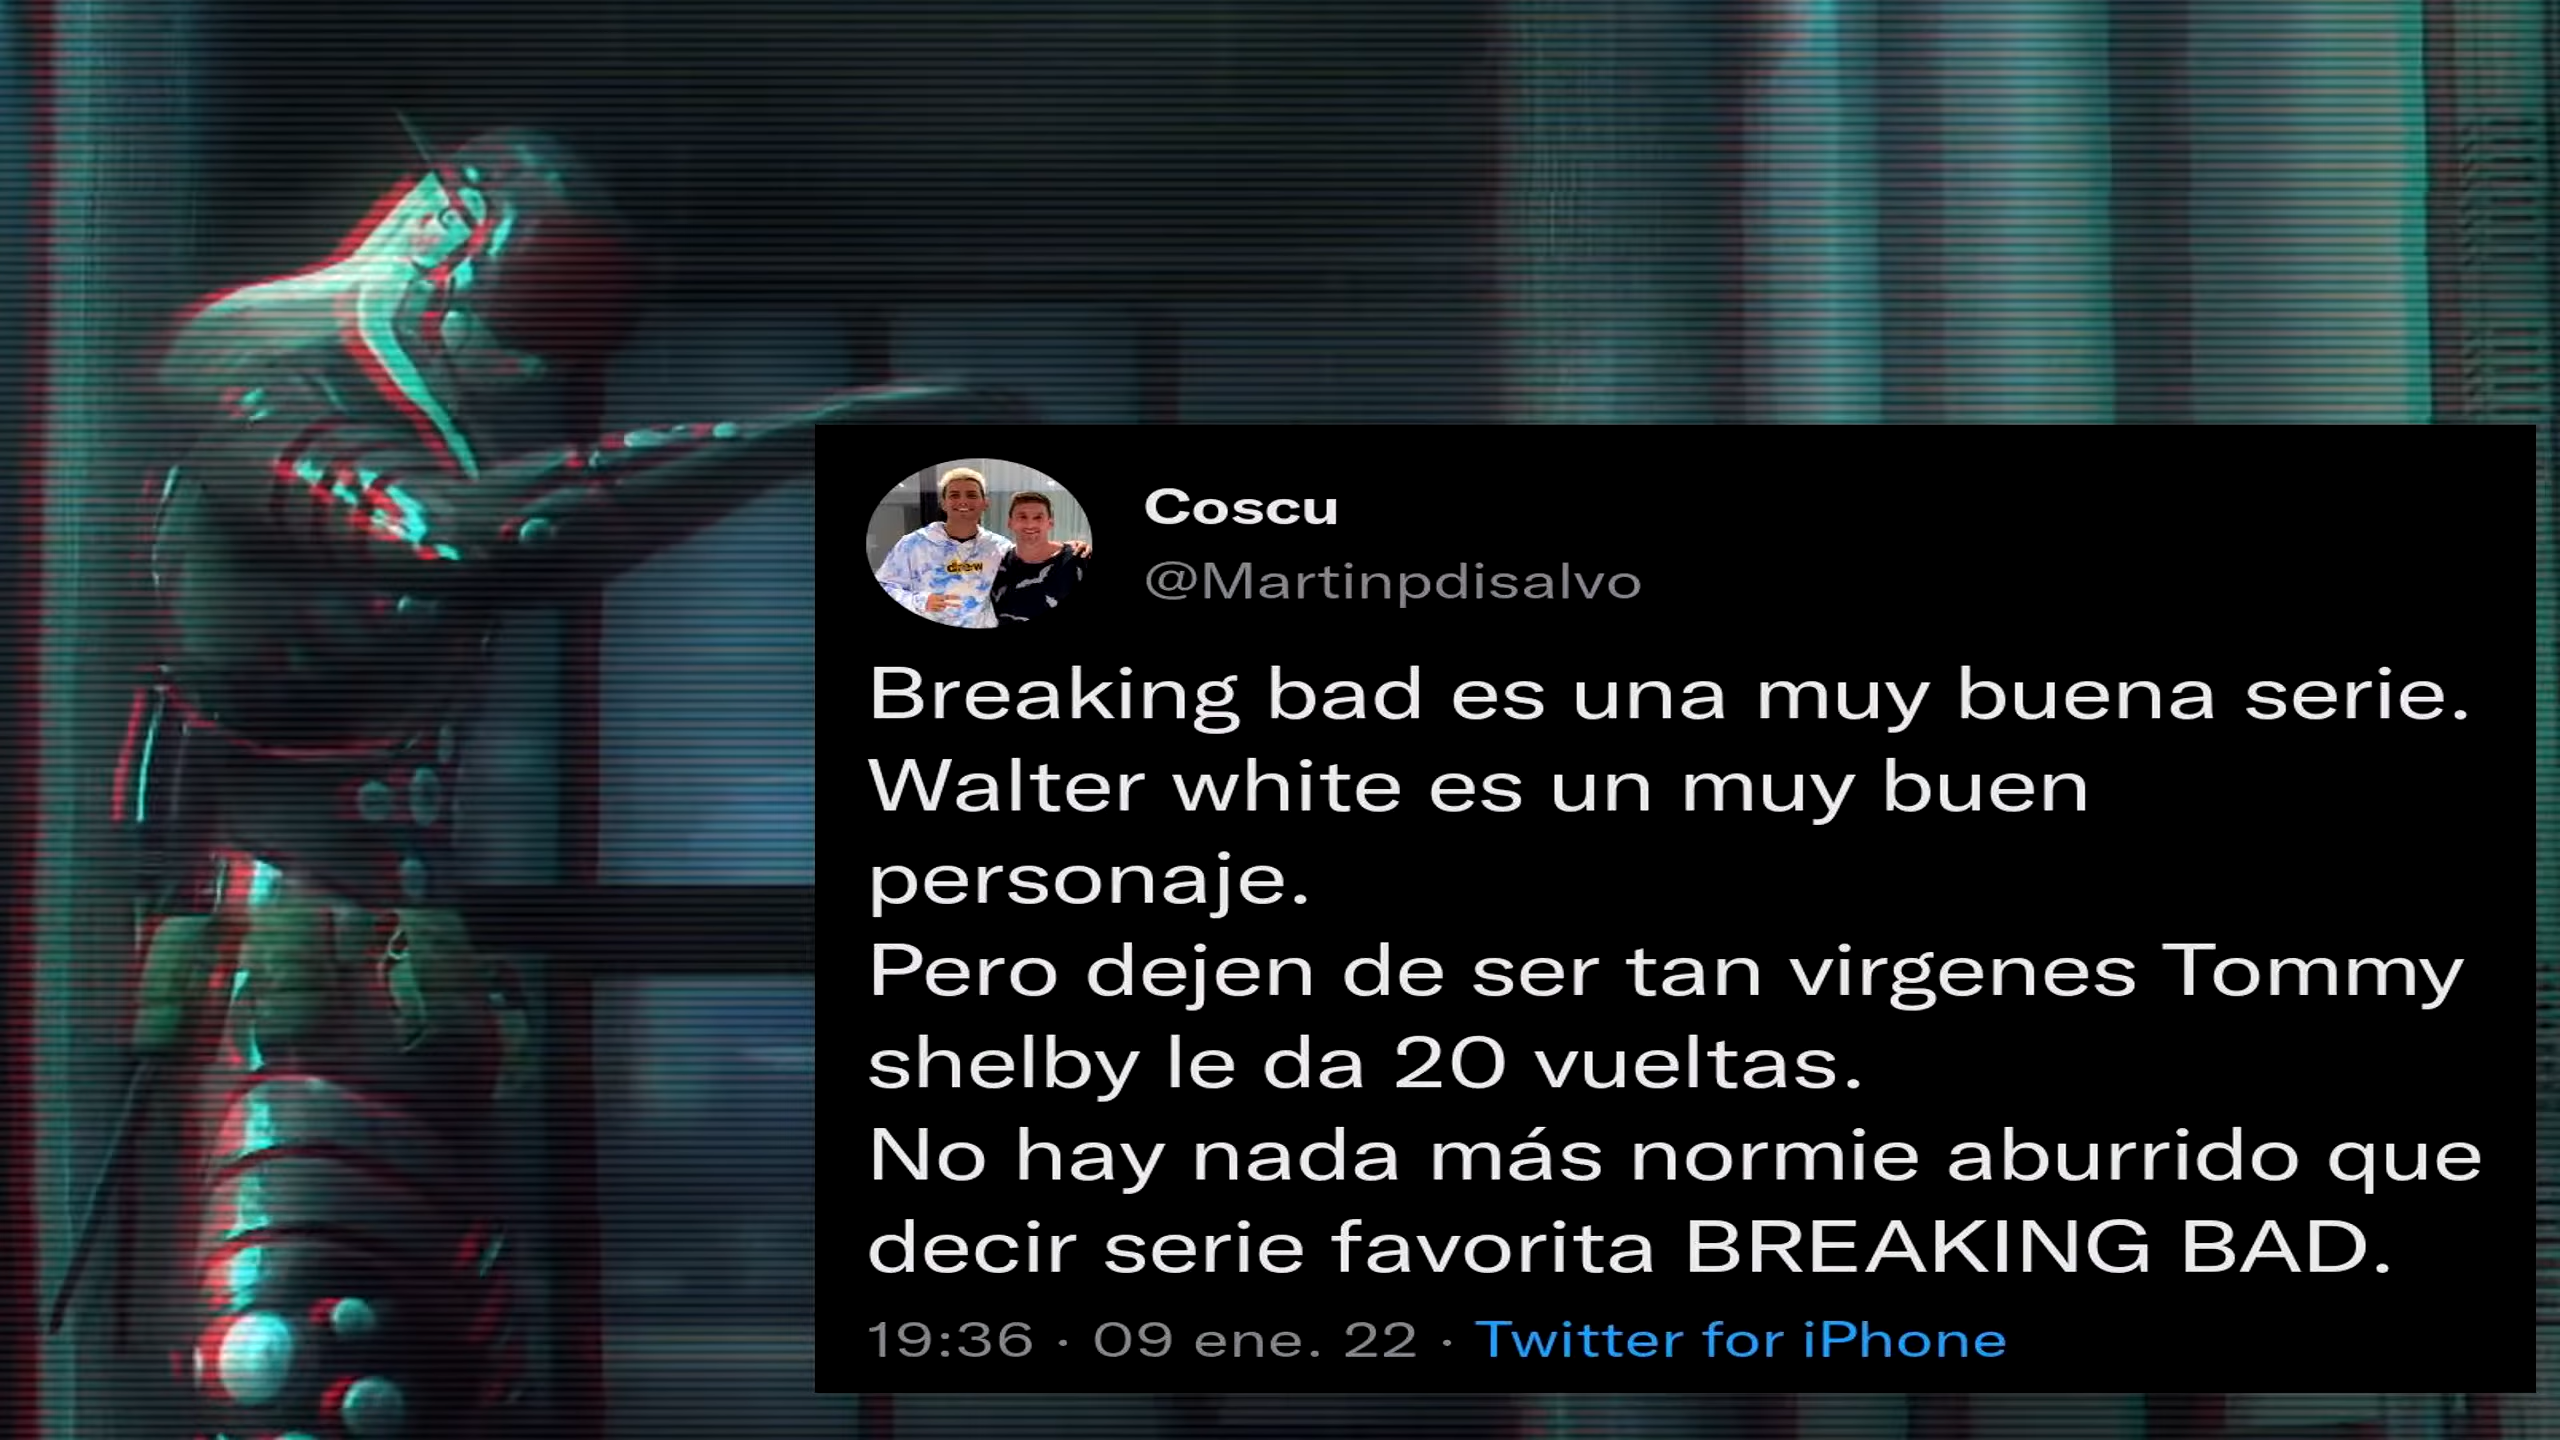 Coscu
@Martinpdisalvo
drew
Breaking bad es una muy buena serie.
Walter white es un muy buen
personaje.
Pero dejen de ser tan virgenes Tommy
shelby le da 20 vueltas.
No hay nada más normie aburrido que
decir serie favorita BREAKING BAD.
19:36 · 09 ene. 22 · Twitter for iPhone